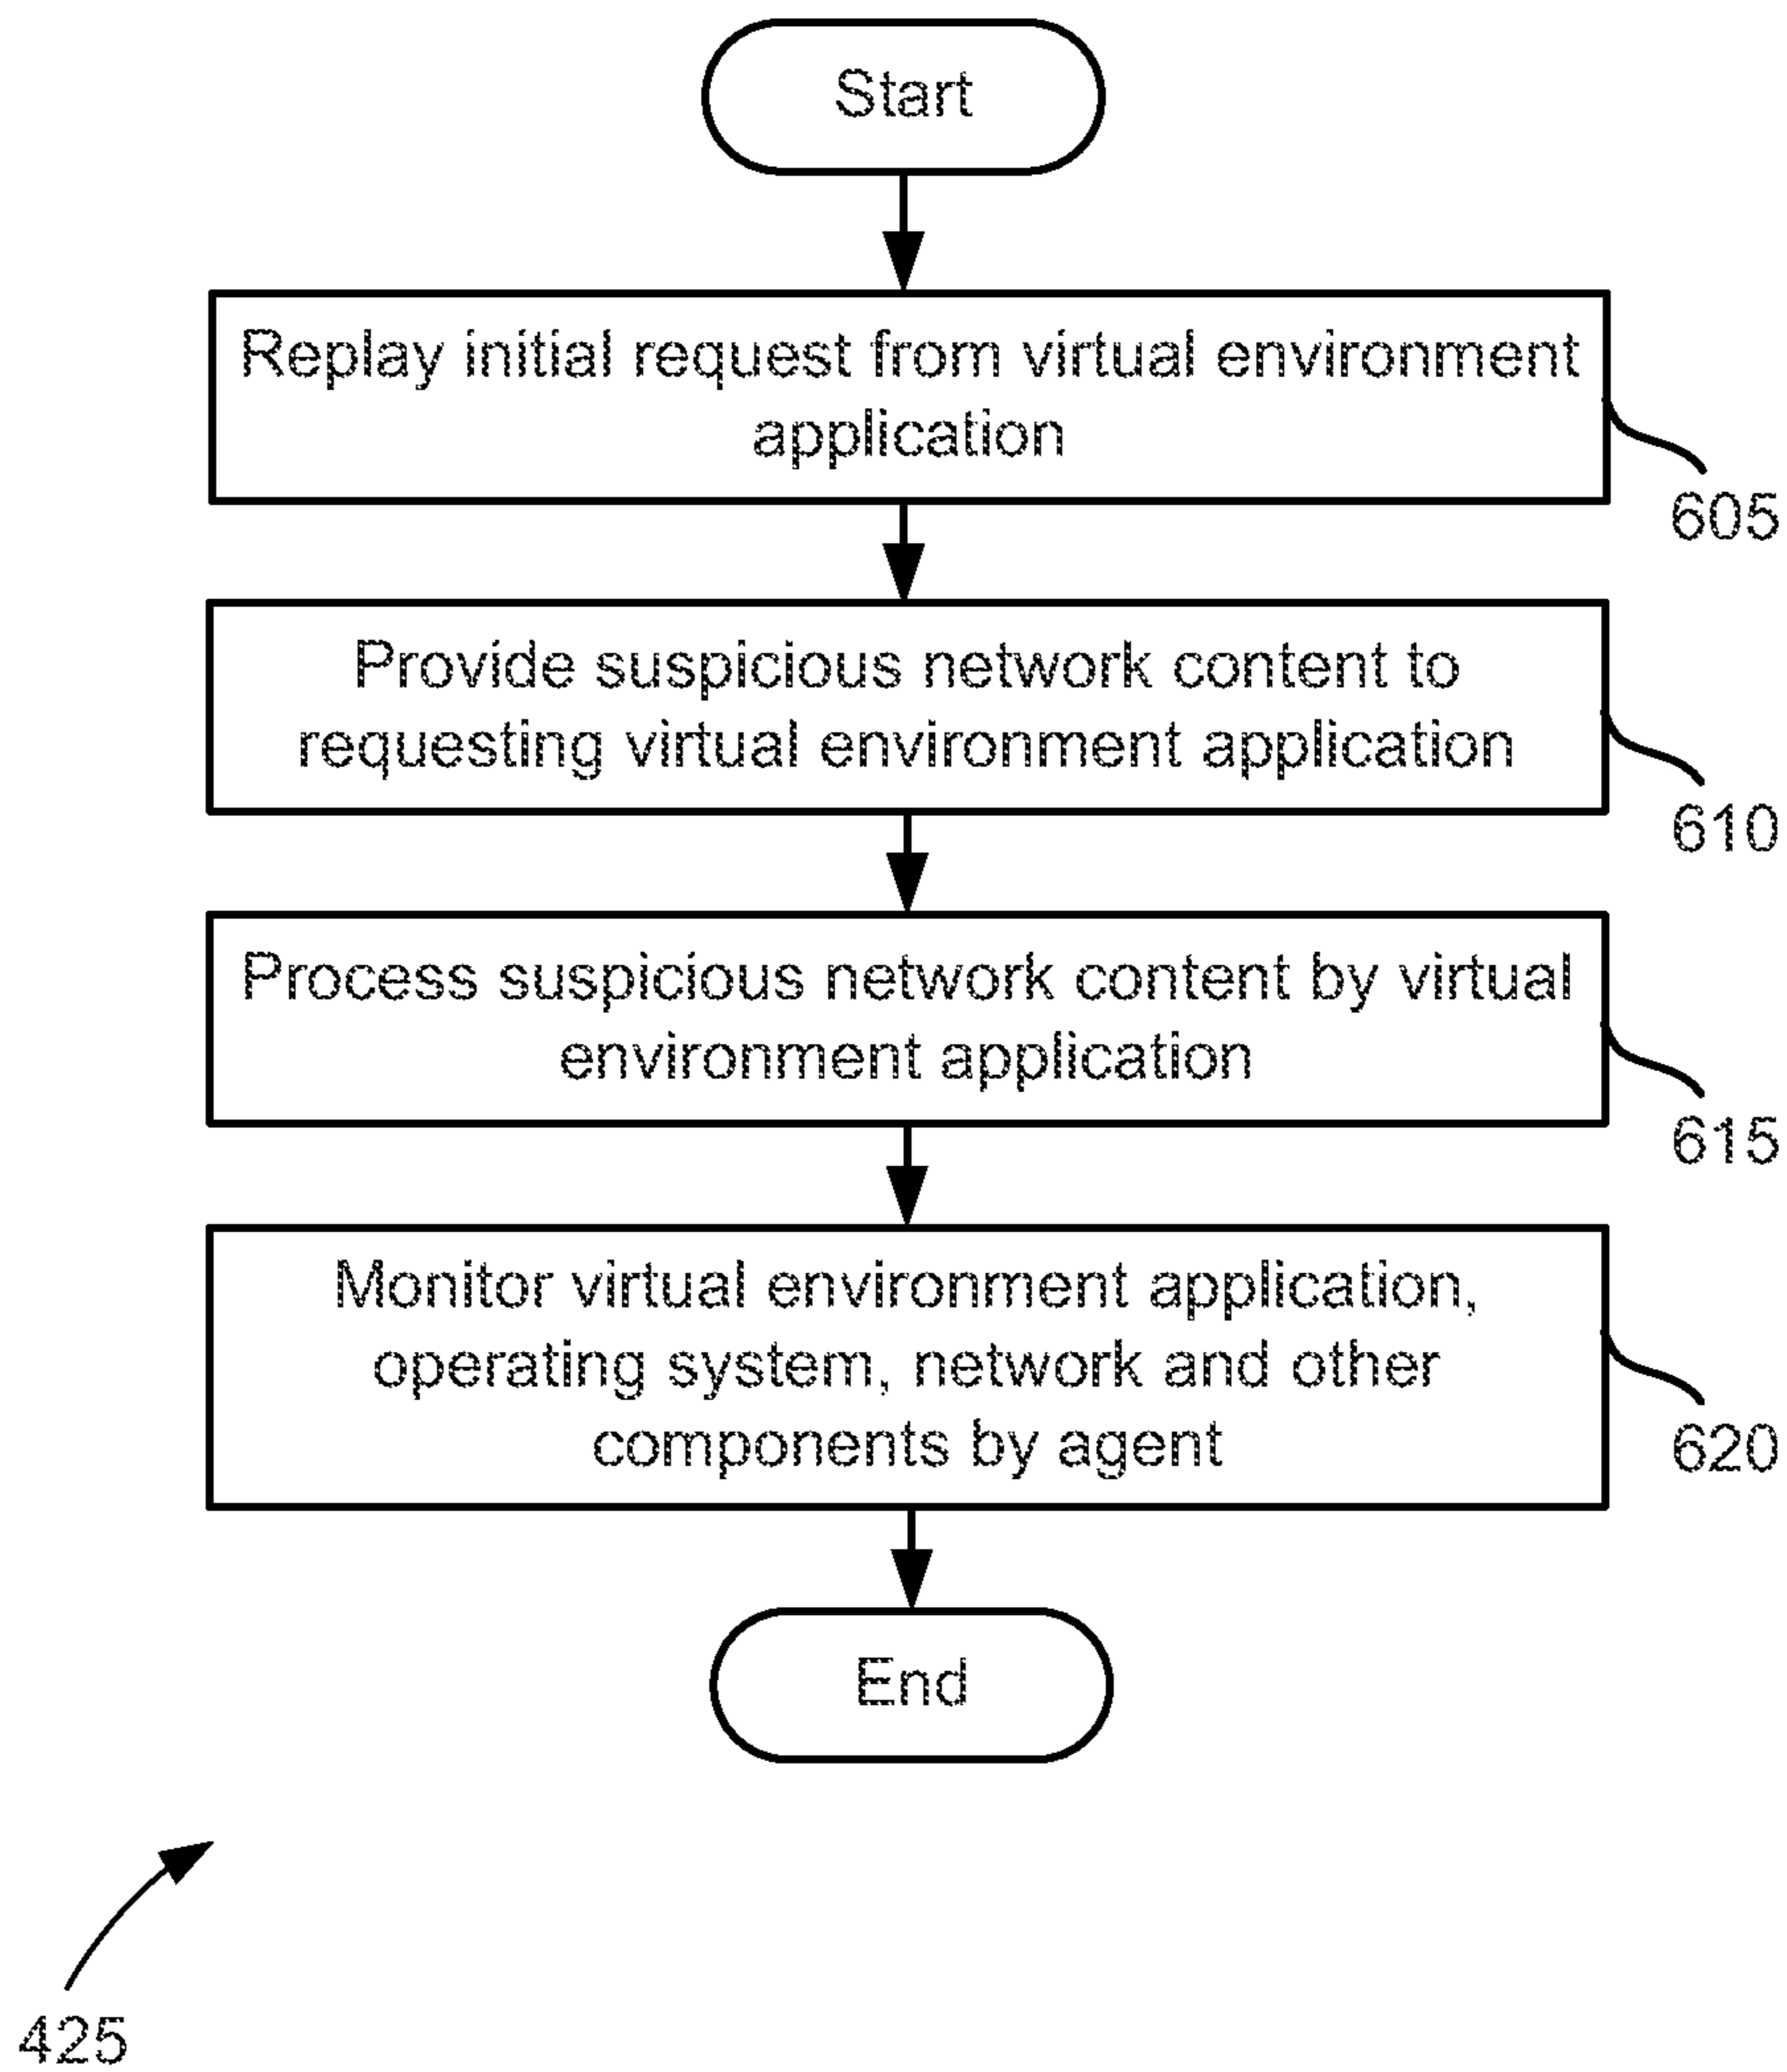 Start
Replay initial request from virtual environment
application
605
Provide suspicious network content to
requesting virtual environment application
610
Process suspicious network content by virtual
environment application
615
Monitor virtual environment application,
operating system, network and other
components by agent
620
End
425